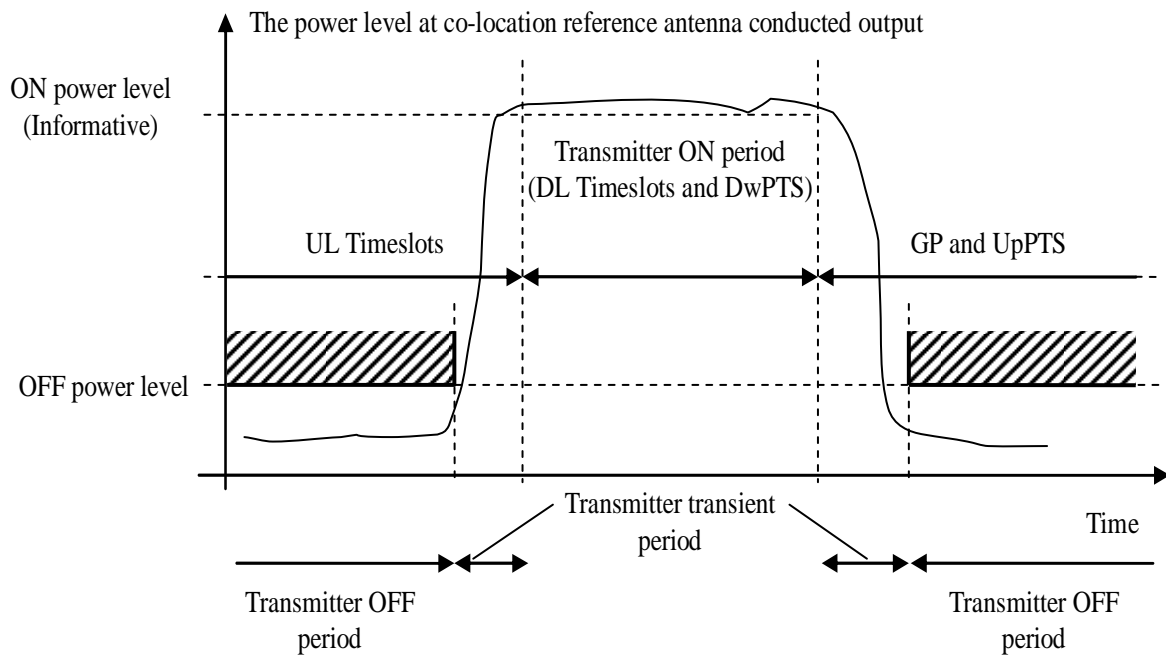 The power level at co-location reference antenna conducted output
ON power level
(Informative)
Transmitter ON period
(DL Timeslots and DwPTS)
UL Timeslots
GP and UpPTS
OFF power level
Transmitter transient
period
Time
Transmitter OFF
period
Transmitter OFF
period